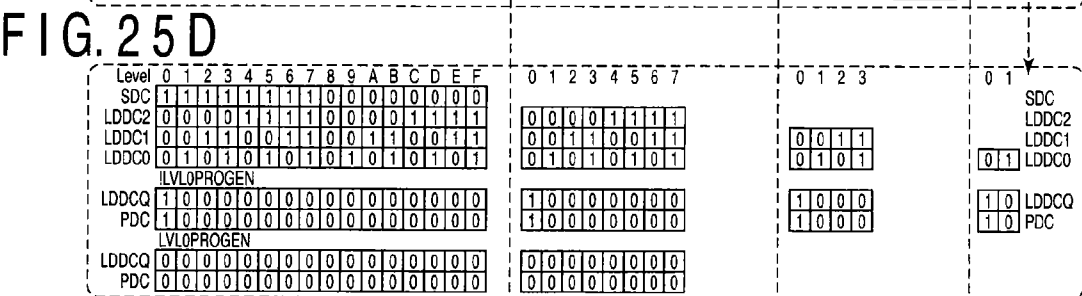 FIG. 25D
Level 0 1 2 3 4 5 6 7 8 9 A B C D E F 0 1 2 3 4 5 6 7 0 1 2 3 0 1
SDC 1 1 1 1 1 1 1 1 0 0 0 0 0 0 0 0 SDC
LDDC2 0 0 0 0 1 1 1 1 0 0 0 0 1 1 1 1 0 0 0 0 1 1 1 1 LDDC2
LDDC1 0 0 1 1 0 0 1 1 0 0 1 1 0 0 1 1 0 0 1 1 0 0 1 1 0 0 1 1 LDDC1
LDDC0 0 1 0 1 0 1 0 1 0 1 0 1 0 1 0 1 0 1 0 1 0 1 0 1 0 1 0 1 0 1 LDDC0
!LVL0PROGEN
LDDCQ 1 0 0 0 0 0 0 0 0 0 0 0 0 0 0 0 1 0 0 0 0 0 0 0 1 0 0 0 1 0 LDDCQ
PDC 1 0 0 0 0 0 0 0 0 0 0 0 0 0 0 0 1 0 0 0 0 0 0 0 1 0 0 0 1 0 PDC
LVL0PROGEN
LDDCQ 0 0 0 0 0 0 0 0 0 0 0 0 0 0 0 0 0 0 0 0 0 0 0 0
PDC 0 0 0 0 0 0 0 0 0 0 0 0 0 0 0 0 0 0 0 0 0 0 0 0